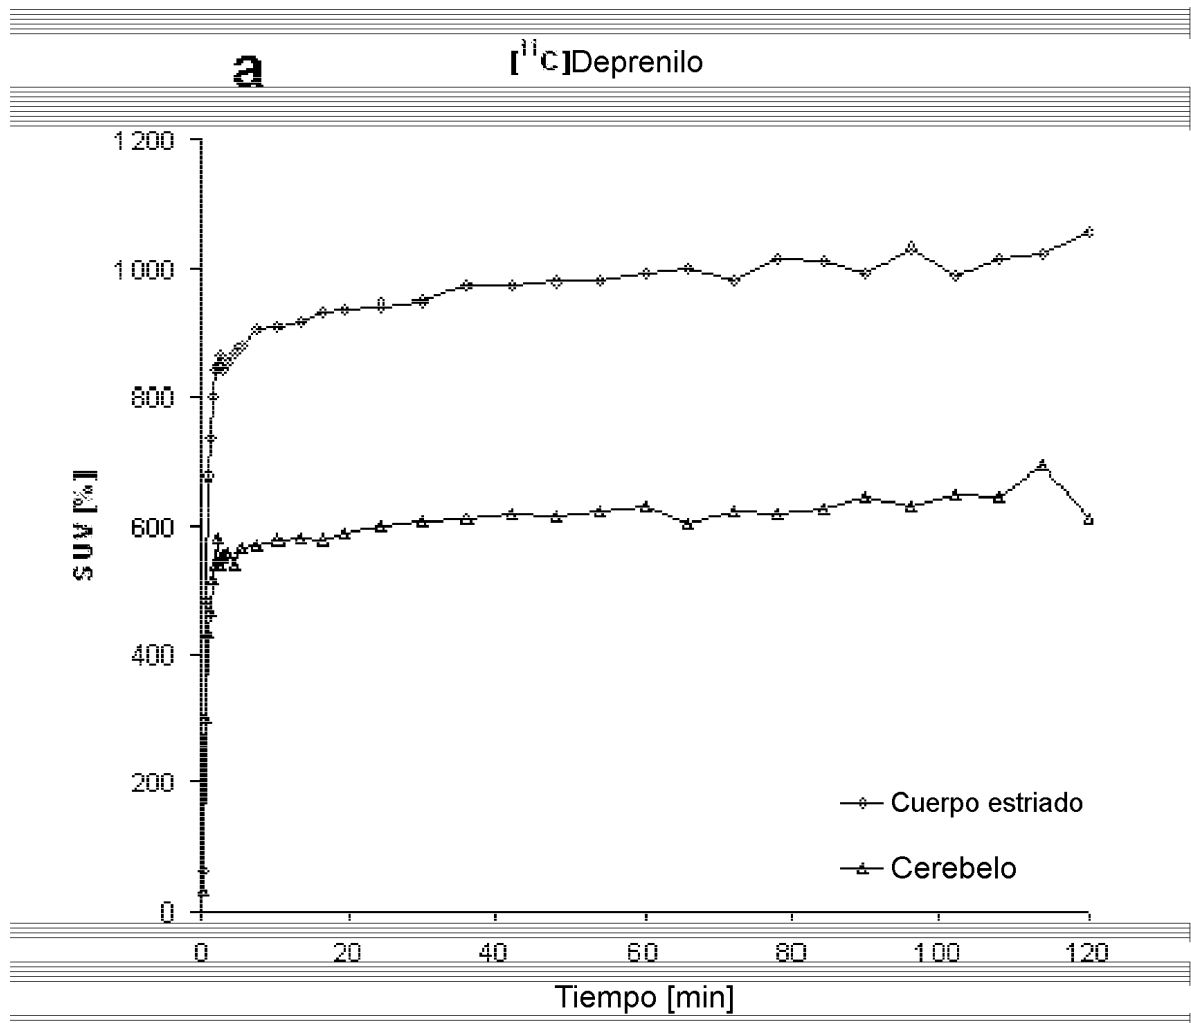 a
[¹¹C]Deprenilo
1200
1000
800
600
400
200
0
SUV [%]
Cuerpo estriado
Cerebelo
0 20 40 60 80 100 120
Tiempo [min]